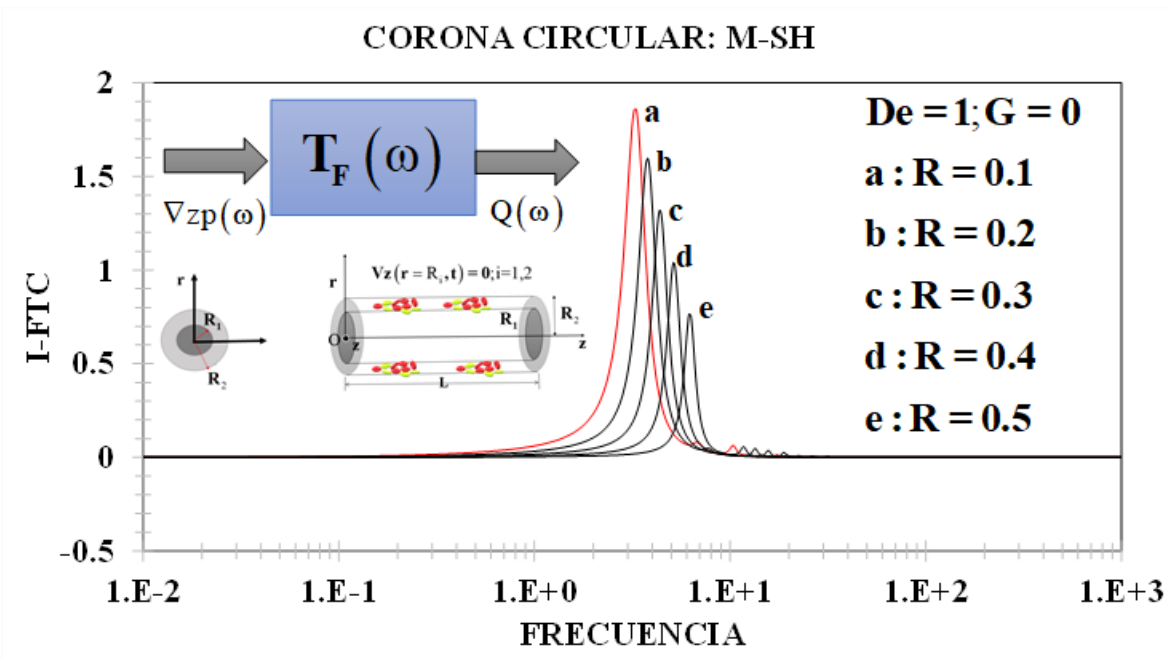 CORONA CIRCULAR: M-SH
2
1.5
1
0.5
0
-0.5
I-FTC
T_F (ω)
∇zp(ω)
Q(ω)
De = 1; G = 0
a : R = 0.1
b : R = 0.2
c : R = 0.3
d : R = 0.4
e : R = 0.5
a
b
c
d
e
r
R₁
R₂
r
Vz(r = R_i, t) = 0; i=1,2
R₁
R₂
O
z
z
L
1.E-2 1.E-1 1.E+0 1.E+1 1.E+2 1.E+3
FRECUENCIA